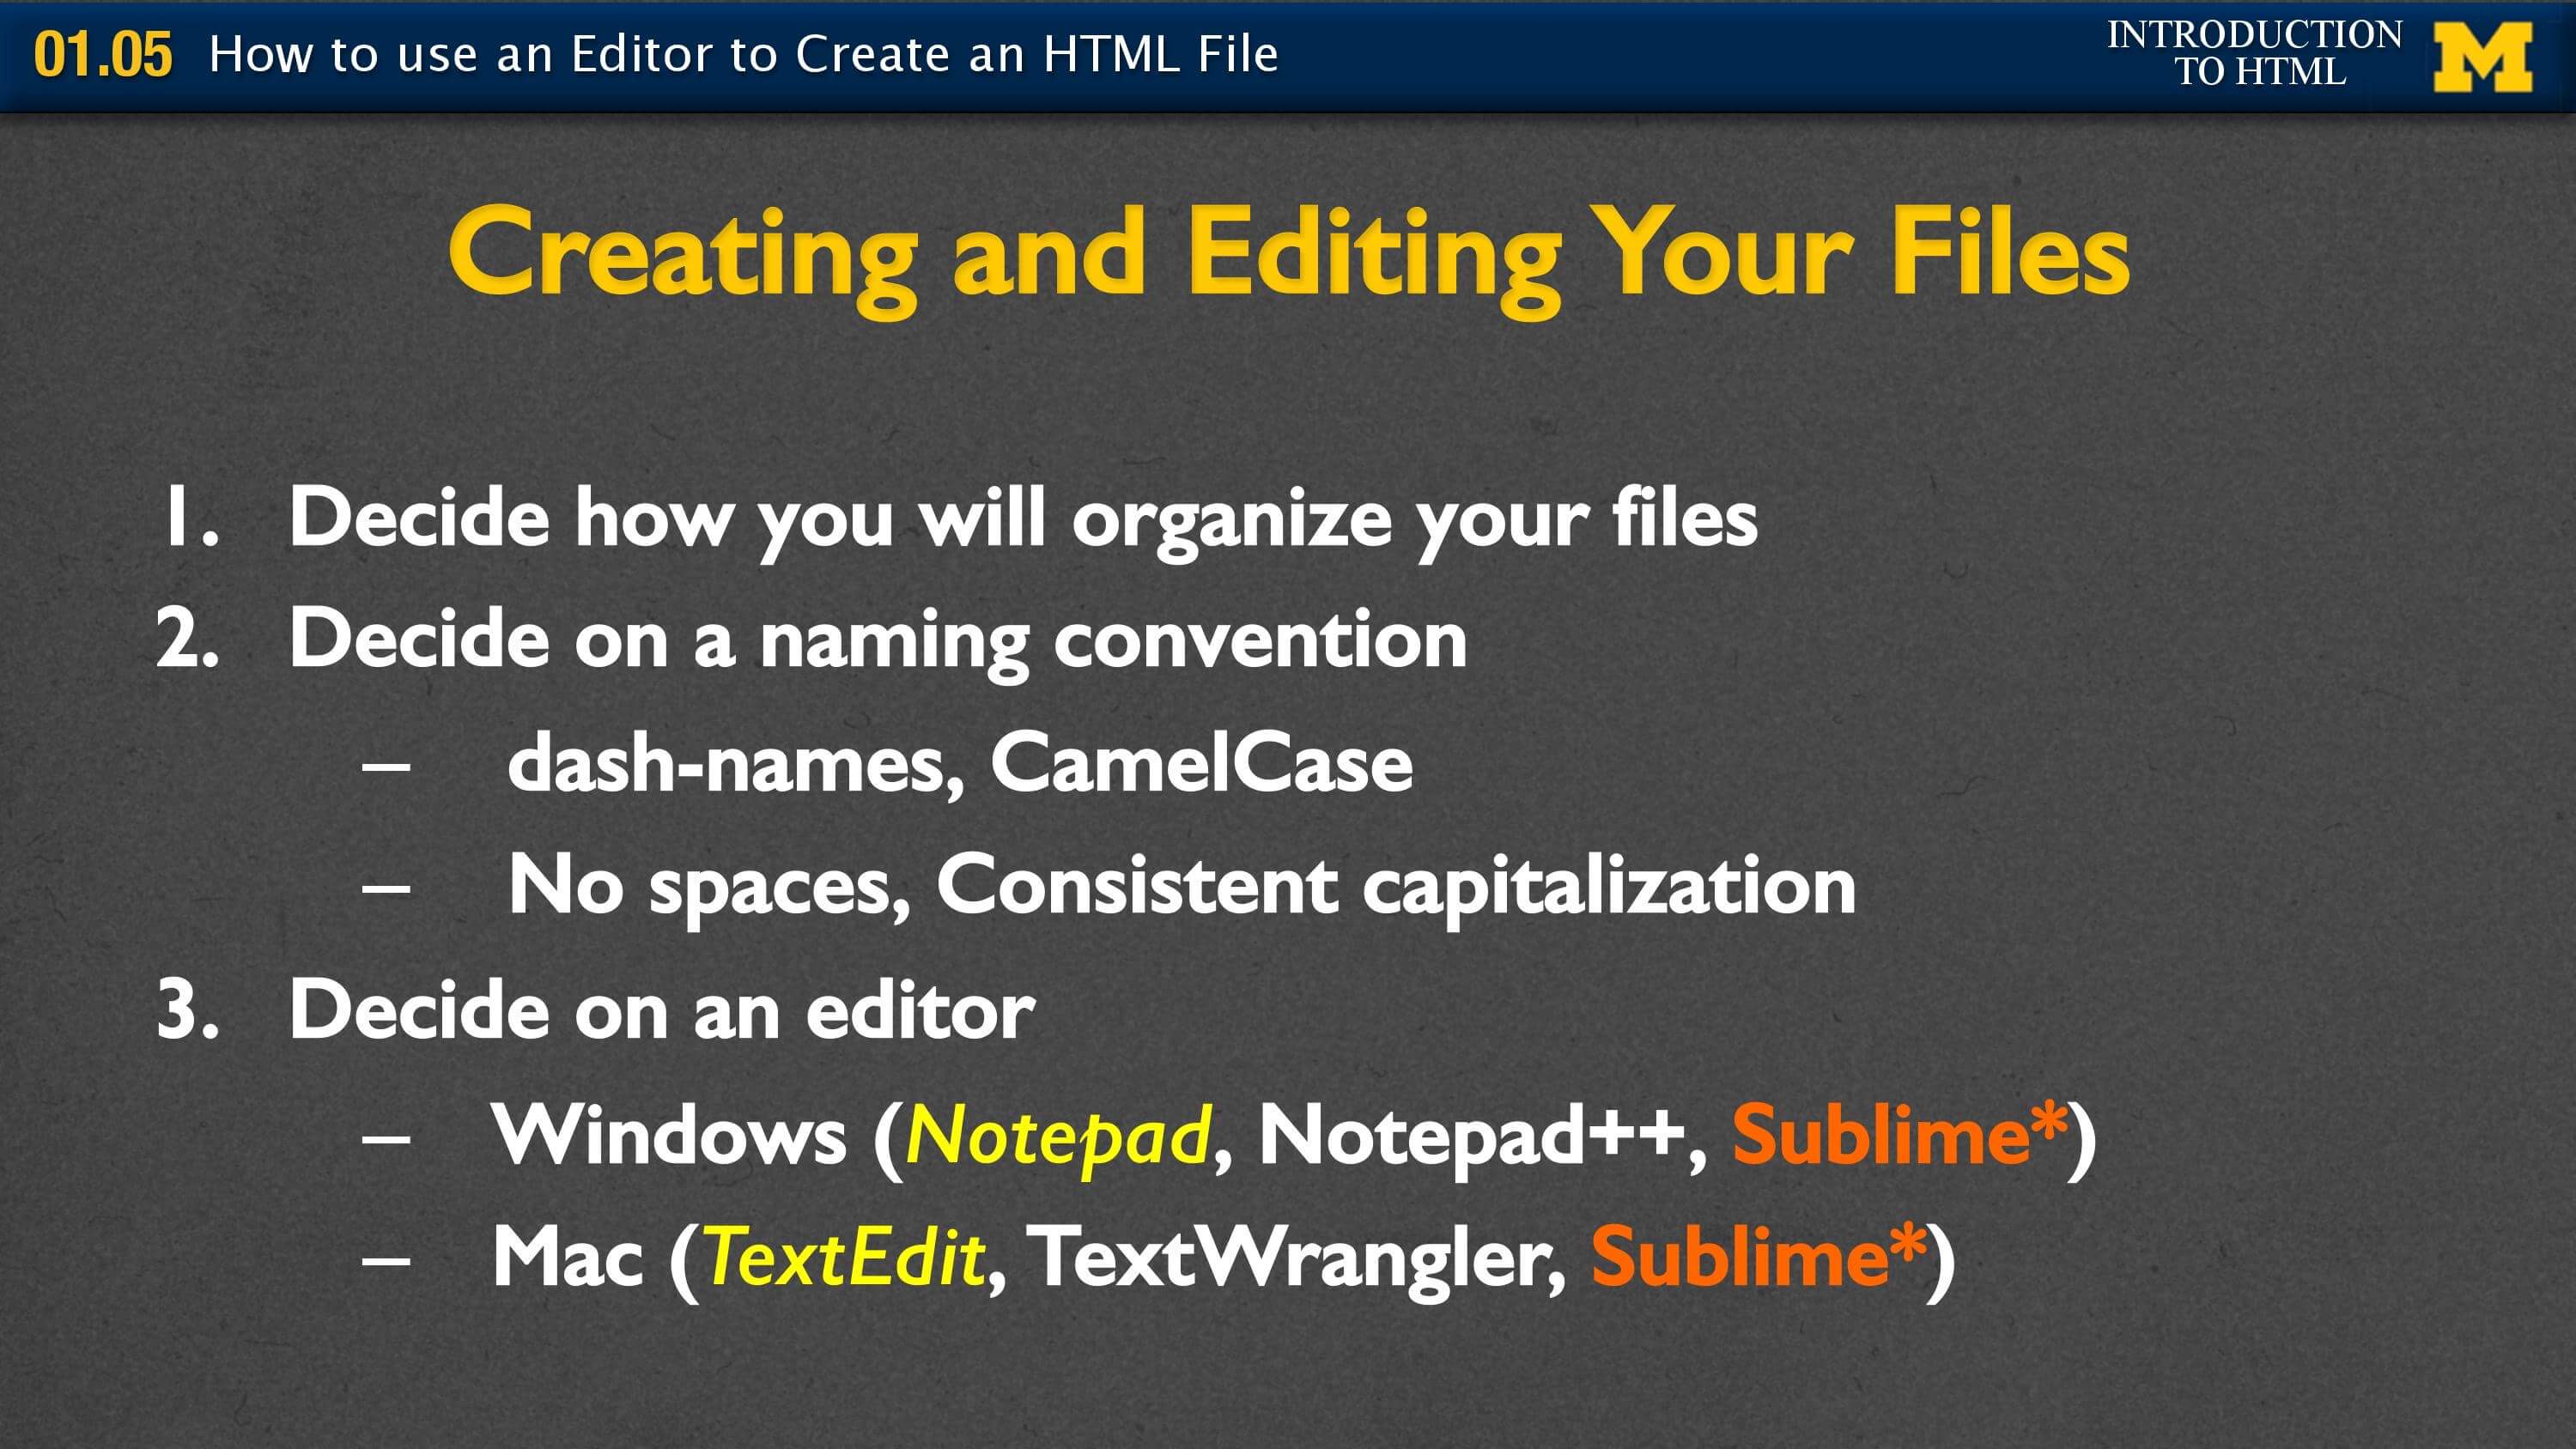 01.05 How to use an Editor to Create an HTML File
INTRODUCTION
TO HTML
M
Creating and Editing Your Files
1. Decide how you will organize your files
2. Decide on a naming convention
– dash-names, CamelCase
– No spaces, Consistent capitalization
3. Decide on an editor
– Windows (Notepad, Notepad++, Sublime*)
– Mac (TextEdit, TextWrangler, Sublime*)